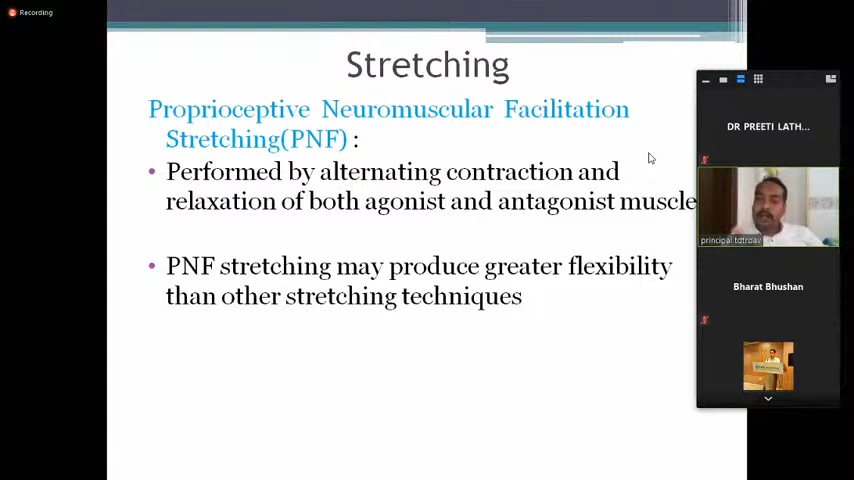 Recording
Stretching
Proprioceptive Neuromuscular Facilitation
Stretching(PNF) :
• Performed by alternating contraction and
relaxation of both agonist and antagonist muscle
• PNF stretching may produce greater flexibility
than other stretching techniques
DR PREETI LATH...
principal tdtrdav
Bharat Bhushan